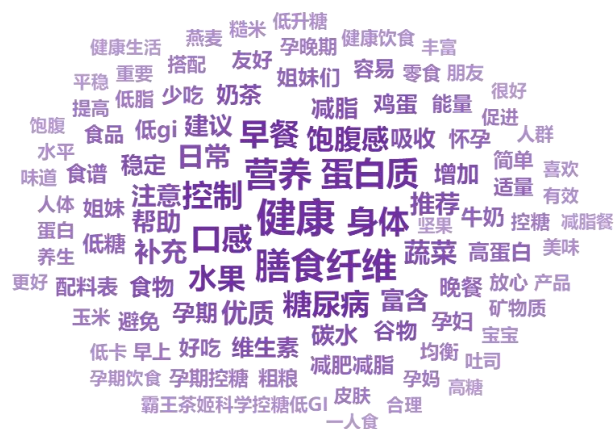 糙米 低升糖
燕麦 孕晚期 健康饮食
健康生活 搭配 友好 容易 丰富
平稳 重要 姐妹们 零食 朋友
提高 低脂 少吃 奶茶 减脂 鸡蛋 能量 很好
饱腹 食品 低gi 建议 早餐 饱腹感 吸收 怀孕 促进 人群
水平 食谱 稳定 日常 营养 蛋白质 增加 简单 喜欢
味道 注意 控制 适量 有效
人体 姐妹 帮助 健康 身体 推荐 牛奶 控糖 减脂餐
蛋白 口感 坚果
养生 低糖 补充 膳食纤维 蔬菜 高蛋白 美味
更好 配料表 食物 水果 晚餐 放心 产品
玉米 避免 孕期 优质 糖尿病 富含 孕妇 矿物质
碳水 谷物 宝宝
低卡 早上 好吃 维生素 减肥减脂 均衡 吐司
孕期饮食 孕期控糖 粗粮 孕妈 高糖
霸王茶姬科学控糖低GI 皮肤 合理
一人食